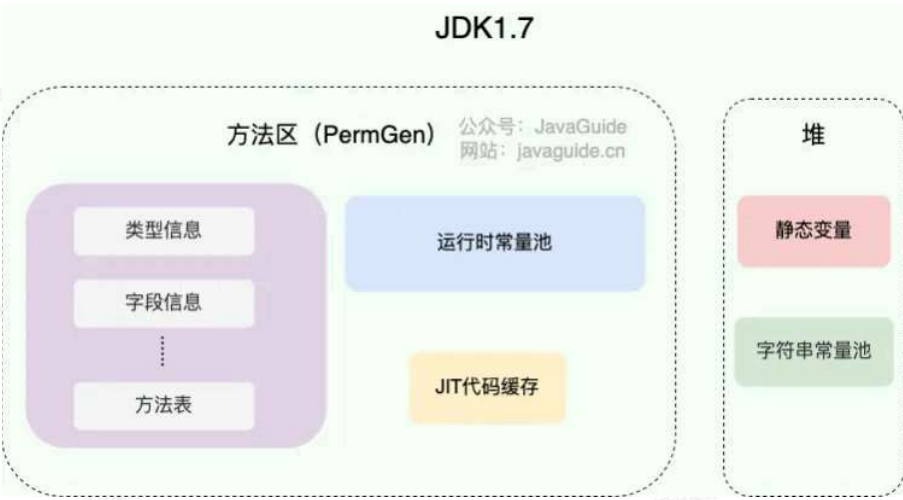 JDK1.7
方法区（PermGen）
公众号：JavaGuide
网站：javaguide.cn
堆
类型信息
运行时常量池
静态变量
字段信息
字符串常量池
JIT代码缓存
方法表